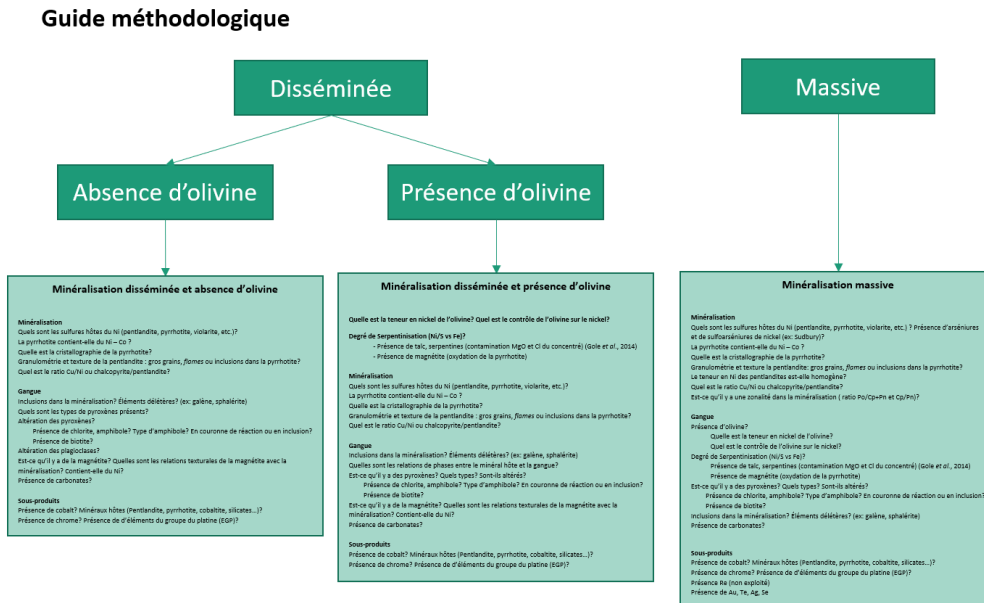 Guide méthodologique
Disséminée
Massive
Absence d'olivine
Présence d'olivine
Minéralisation disséminée et absence d'olivine
Minéralisation
Quels sont les sulfures hôtes du Ni (pentlandite, pyrrhotite, violarite, etc.)?
La pyrrhotite contient-elle du Ni – Co ?
Quelle est la cristallographie de la pyrrhotite?
Granulométrie et texture de la pentlandite : gros grains, flames ou inclusions dans la pyrrhotite?
Quel est le ratio Cu/Ni ou chalcopyrite/pentlandite?
Gangue
Inclusions dans la minéralisation? Éléments délétères? (ex: galène, sphalérite)
Quels sont les types de pyroxènes présents?
Altération des pyroxènes?
Présence de chlorite, amphibole? Type d'amphibole? En couronne de réaction ou en inclusion?
Présence de biotite?
Altération des plagioclases?
Est-ce qu'il y a de la magnétite? Quelles sont les relations texturales de la magnétite avec la
minéralisation? Contient-elle du Ni?
Présence de carbonates?
Sous-produits
Présence de cobalt? Minéraux hôtes (Pentlandite, pyrrhotite, cobaltite, silicates…)?
Présence de chrome? Présence de d'éléments du groupe du platine (EGP)?
Minéralisation disséminée et présence d'olivine
Quelle est la teneur en nickel de l'olivine? Quel est le contrôle de l'olivine sur le nickel?
Degré de Serpentinisation (Ni/S vs Fe)?
- Présence de talc, serpentines (contamination MgO et Cl du concentré) (Gole et al., 2014)
- Présence de magnétite (oxydation de la pyrrhotite)
Minéralisation
Quels sont les sulfures hôtes du Ni (pentlandite, pyrrhotite, violarite, etc.)?
La pyrrhotite contient-elle du Ni – Co ?
Quelle est la cristallographie de la pyrrhotite?
Granulométrie et texture de la pentlandite : gros grains, flames ou inclusions dans la pyrrhotite?
Quel est le ratio Cu/Ni ou chalcopyrite/pentlandite?
Gangue
Inclusions dans la minéralisation? Éléments délétères? (ex: galène, sphalérite)
Quelles sont les relations de phases entre le minéral hôte et la gangue?
Est-ce qu'il y a des pyroxènes? Quels types? Sont-ils altérés?
Présence de chlorite, amphibole? Type d'amphibole? En couronne de réaction ou en inclusion?
Présence de biotite?
Est-ce qu'il y a de la magnétite? Quelles sont les relations texturales de la magnétite avec la
minéralisation? Contient-elle du Ni?
Présence de carbonates?
Sous-produits
Présence de cobalt? Minéraux hôtes (Pentlandite, pyrrhotite, cobaltite, silicates…)?
Présence de chrome? Présence de d'éléments du groupe du platine (EGP)?
Minéralisation massive
Minéralisation
Quels sont les sulfures hôtes du Ni (pentlandite, pyrrhotite, violarite, etc.) ? Présence d'arséniures
et de sulfoarséniures de nickel (ex: Sudbury)?
La pyrrhotite contient-elle du Ni – Co ?
Quelle est la cristallographie de la pyrrhotite?
Granulométrie et texture la pentlandite: gros grains, flames ou inclusions dans la pyrrhotite?
Le teneur en Ni des pentlandites est-elle homogène?
Quel est le ratio Cu/Ni ou chalcopyrite/pentlandite?
Est-ce qu'il y a une zonalité dans la minéralisation ( ratio Po/Cp+Pn et Cp/Pn)?
Gangue
Présence d'olivine?
Quelle est la teneur en nickel de l'olivine?
Quel est le contrôle de l'olivine sur le nickel?
Degré de Serpentinisation (Ni/S vs Fe)?
Présence de talc, serpentines (contamination MgO et Cl du concentré) (Gole et al., 2014)
Présence de magnétite (oxydation de la pyrrhotite)
Est-ce qu'il y a des pyroxènes? Quels types? Sont-ils altérés?
Présence de chlorite, amphibole? Type d'amphibole? En couronne de réaction ou en inclusion?
Présence de biotite?
Inclusions dans la minéralisation? Éléments délétères? (ex: galène, sphalérite)
Présence de carbonates?
Sous-produits
Présence de cobalt? Minéraux hôtes (Pentlandite, pyrrhotite, cobaltite, silicates…)?
Présence de chrome? Présence de d'éléments du groupe du platine (EGP)?
Présence Re (non exploité)
Présence de Au, Te, Ag, Se